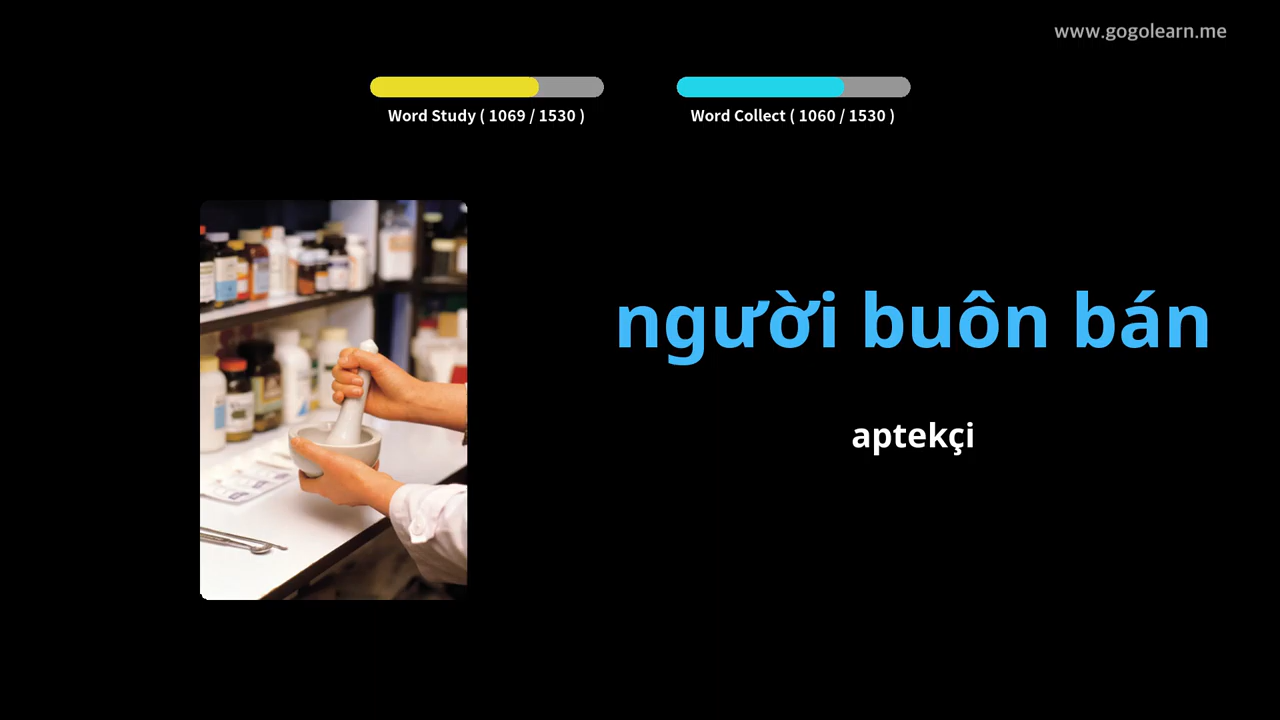 www.gogolearn.me
Word Study ( 1069 / 1530 )
Word Collect ( 1060 / 1530 )
người buôn bán
aptekçi